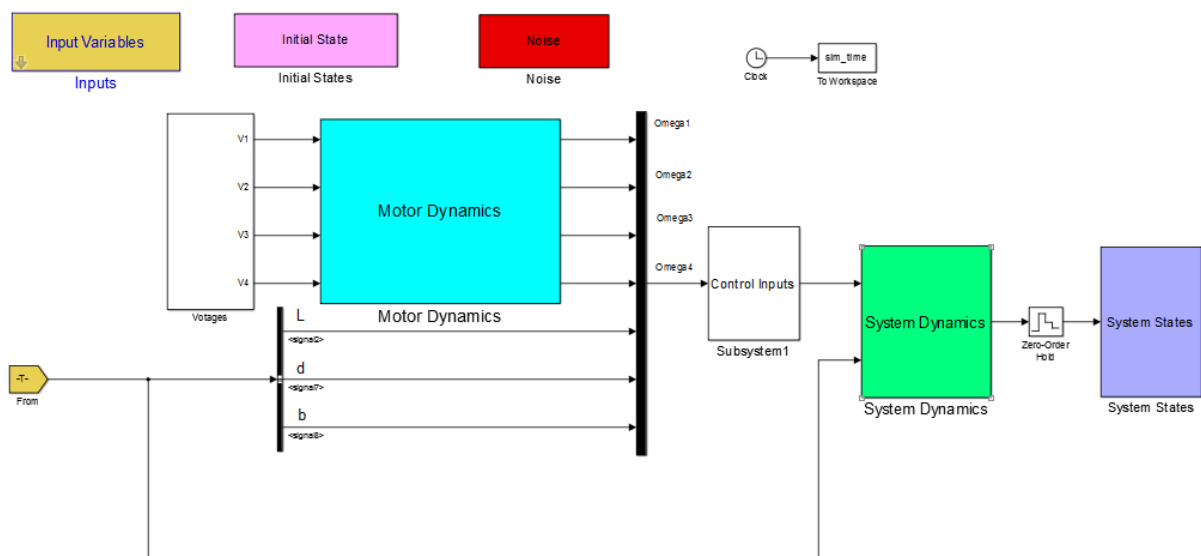 Input Variables
Inputs
Initial State
Initial States
Noise
Noise
Clock
sim_time
To Workspace
V1
V2
V3
V4
Votages
Motor Dynamics
Motor Dynamics
Omega1
Omega2
Omega3
Omega4
L
<signal2>
d
<signal7>
b
<signal8>
-T-
From
Control Inputs
Subsystem1
System Dynamics
System Dynamics
Zero-Order
Hold
System States
System States